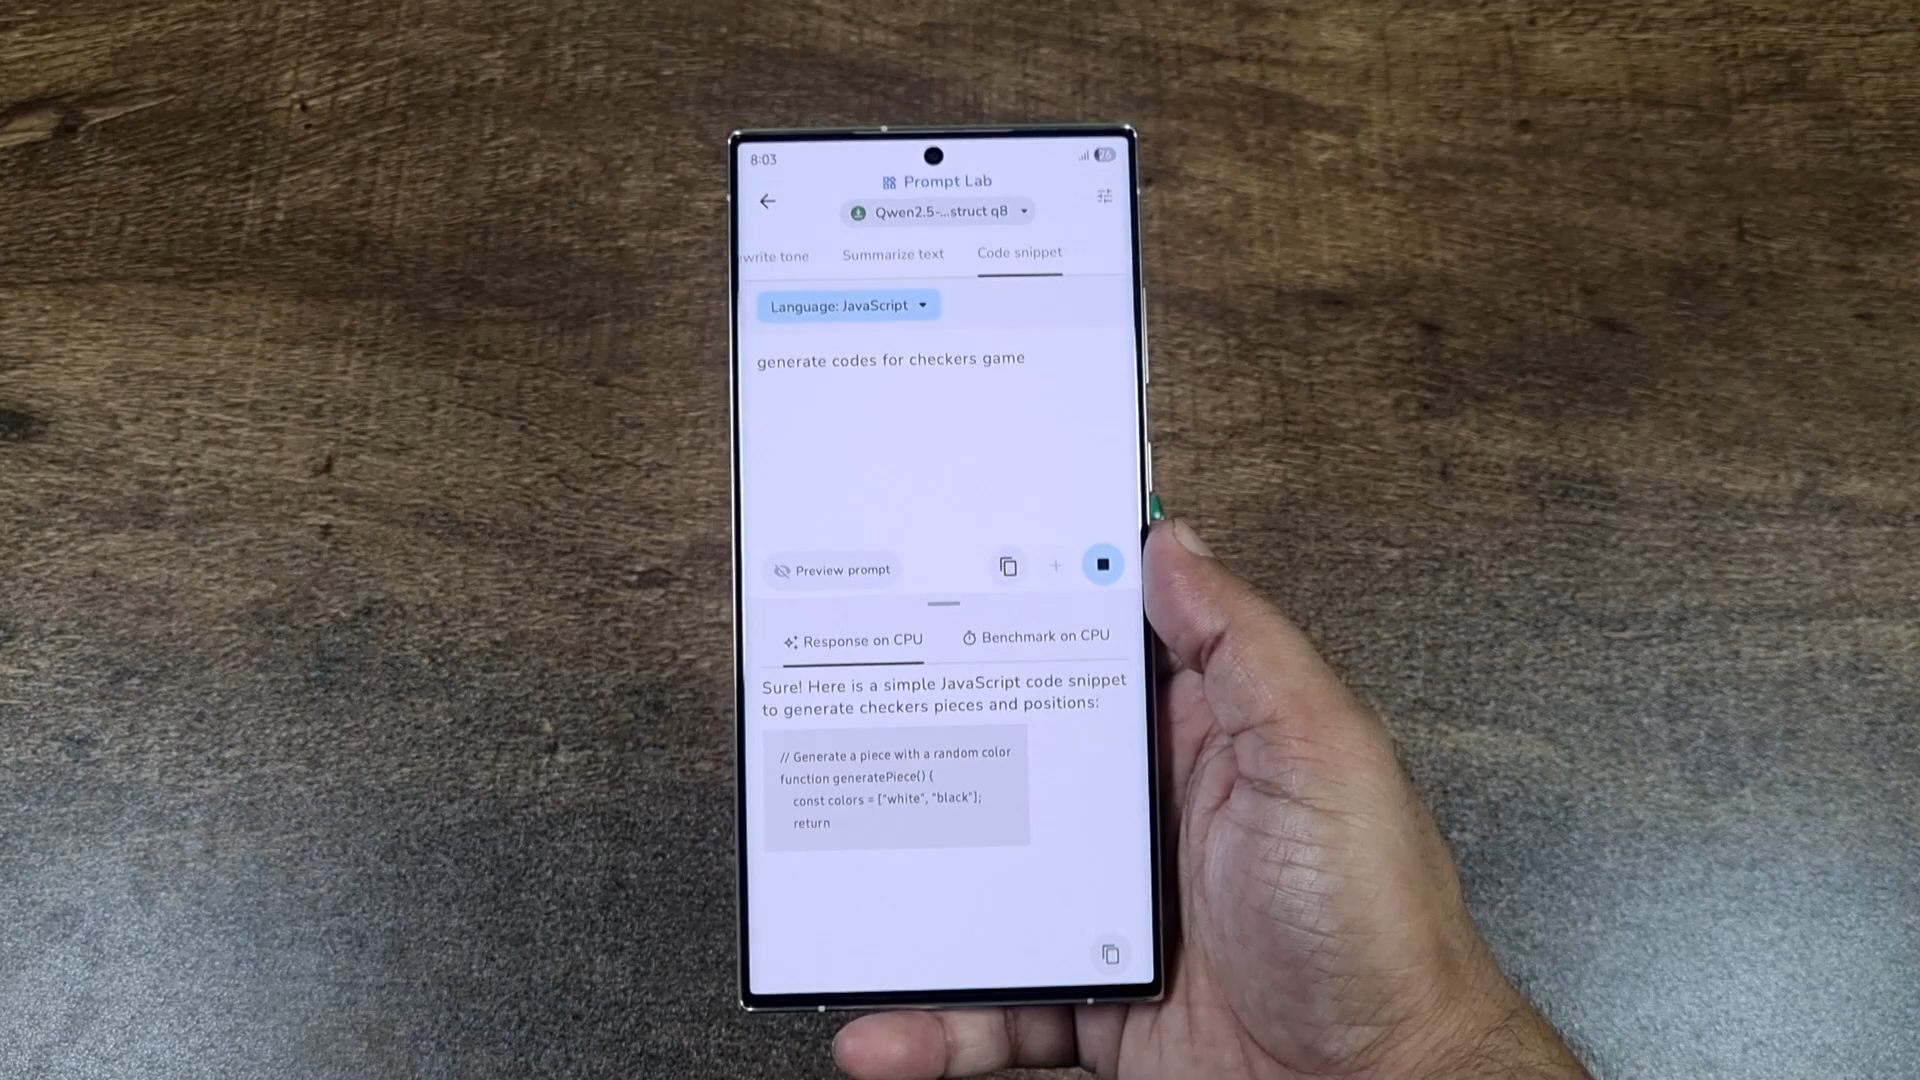 8:03
26
Prompt Lab
Qwen2.5-...struct q8
write tone
Summarize text
Code snippet
Language: JavaScript
generate codes for checkers game
Preview prompt
Response on CPU
Benchmark on CPU
Sure! Here is a simple JavaScript code snippet
to generate checkers pieces and positions:
// Generate a piece with a random color
function generatePiece() {
const colors = ["white", "black"];
return